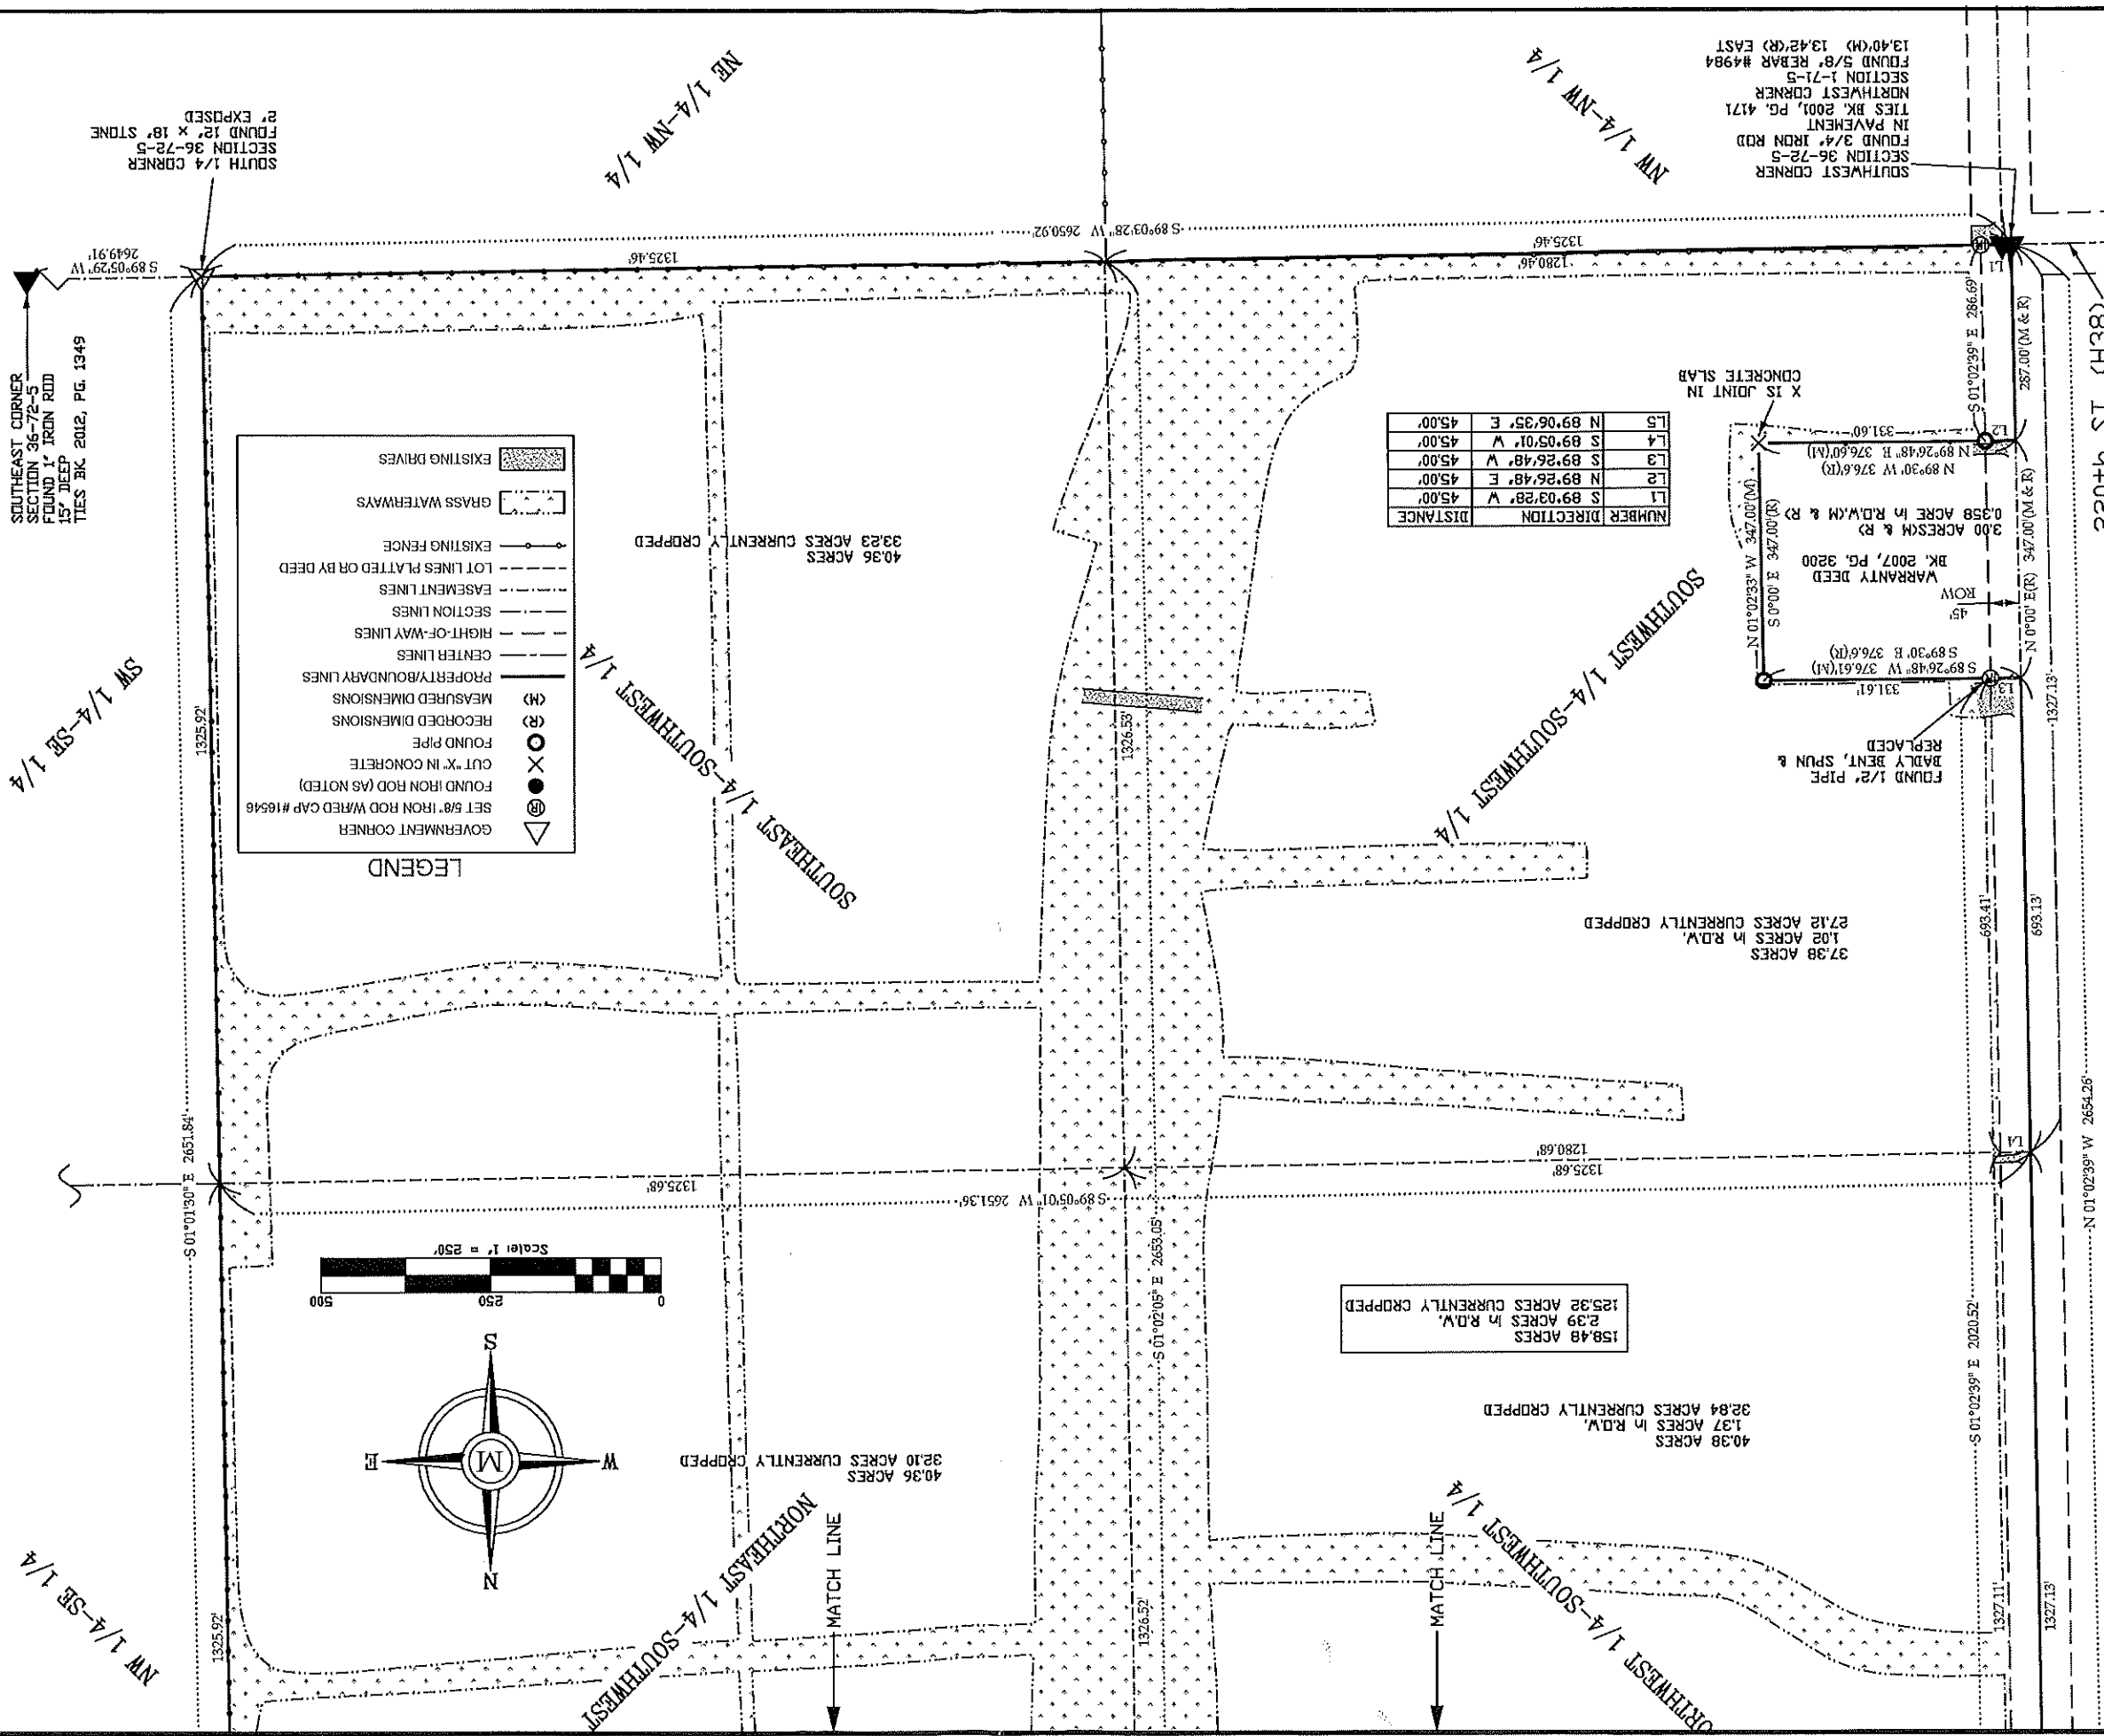 SOUTHWEST CORNER
SECTION 36-72-5
FOUND 3/4" IRON ROD
IN PAVEMENT
TIES BK. 2001, PG. 4171
NORTHWEST CORNER
SECTION 1-71-5
FOUND 5/8" REBAR #4984
13.40'(M) 13.42'(R) EAST
NW 1/4-NW 1/4
NE 1/4-NW 1/4
SOUTH 1/4 CORNER
SECTION 36-72-5
FOUND 12" X 18" STONE
2" EXPOSED
S 89°05'29" W
2649.91'
SOUTHEAST CORNER
SECTION 36-72-5
FOUND 1" IRON ROD
15" DEEP
TIES BK. 2012, PG. 1349
S 89°03'28" W 2650.92'
1325.46'
1280.46'
1325.46'
L1
S 01°02'39" E 286.69'
287.00'(M & R)
X IS JOINT IN
CONCRETE SLAB
L2
331.60'
N 89°26'48" E 376.60'(M)
N 89°30' W 376.6'(R)
3.00 ACRES(M & R)
0.358 ACRE in R.O.W.(M & R)
WARRANTY DEED
BK. 2007, PG. 3200
45'
ROW
N 01°02'33" W 347.00'(M)
S 0°00' E 347.00'(R)
N 0°00' E(R) 347.00'(M & R)
S 89°30' E 376.6'(R)
S 89°26'48" W 376.61'(M)
331.61'
L3
FOUND 1/2" PIPE
BADLY BENT, SPUN &
REPLACED
1327.13'
693.41'
693.13'
NUMBER DIRECTION DISTANCE
L1 S 89°03'28" W 45.00'
L2 N 89°26'48" E 45.00'
L3 S 89°26'48" W 45.00'
L4 S 89°05'01" W 45.00'
L5 N 89°06'35" E 45.00'
SOUTHWEST 1/4-SOUTHWEST 1/4
37.38 ACRES
1.02 ACRES in R.O.W.
27.12 ACRES CURRENTLY CROPPED
40.36 ACRES
33.23 ACRES CURRENTLY CROPPED
SOUTHEAST 1/4-SOUTHWEST 1/4
1326.53'
LEGEND
GOVERNMENT CORNER
SET 5/8" IRON ROD W/RED CAP #16546
FOUND IRON ROD (AS NOTED)
CUT "X" IN CONCRETE
FOUND PIPE
(R) RECORDED DIMENSIONS
(M) MEASURED DIMENSIONS
PROPERTY/BOUNDARY LINES
CENTER LINES
RIGHT-OF-WAY LINES
SECTION LINES
EASEMENT LINES
LOT LINES PLATTED OR BY DEED
EXISTING FENCE
GRASS WATERWAYS
EXISTING DRIVES
SW 1/4-SE 1/4
1325.92'
S 01°01'30" E 2651.84'
L4
1280.68'
1325.68'
1325.68'
S 89°05'01" W 2651.36'
N 01°02'39" W 2654.26'
S 01°02'39" E 2020.52'
S 01°02'05" E 2653.05'
158.48 ACRES
2.39 ACRES in R.O.W.
125.32 ACRES CURRENTLY CROPPED
40.38 ACRES
1.37 ACRES in R.O.W.
32.84 ACRES CURRENTLY CROPPED
1/4-SOUTHWEST 1/4
40.36 ACRES
32.10 ACRES CURRENTLY CROPPED
NORTHEAST 1/4-SOUTHWEST
MATCH LINE
MATCH LINE
Scale: 1" = 250'
0 250 500
N
E
S
W
M
NW 1/4-SE 1/4
1325.92'
1326.52'
1327.11'
1327.13'